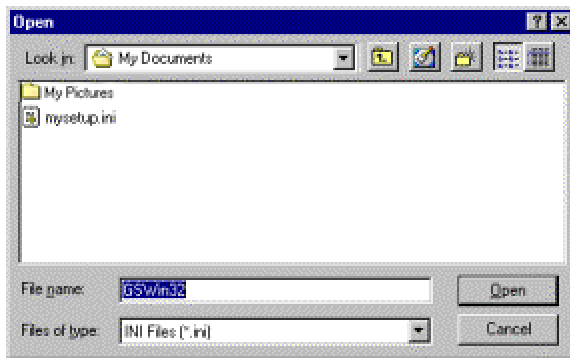 Open
Look in: My Documents
My Pictures
mysetup.ini
File name: GSWin32
Open
Files of type: INI Files (*.ini)
Cancel